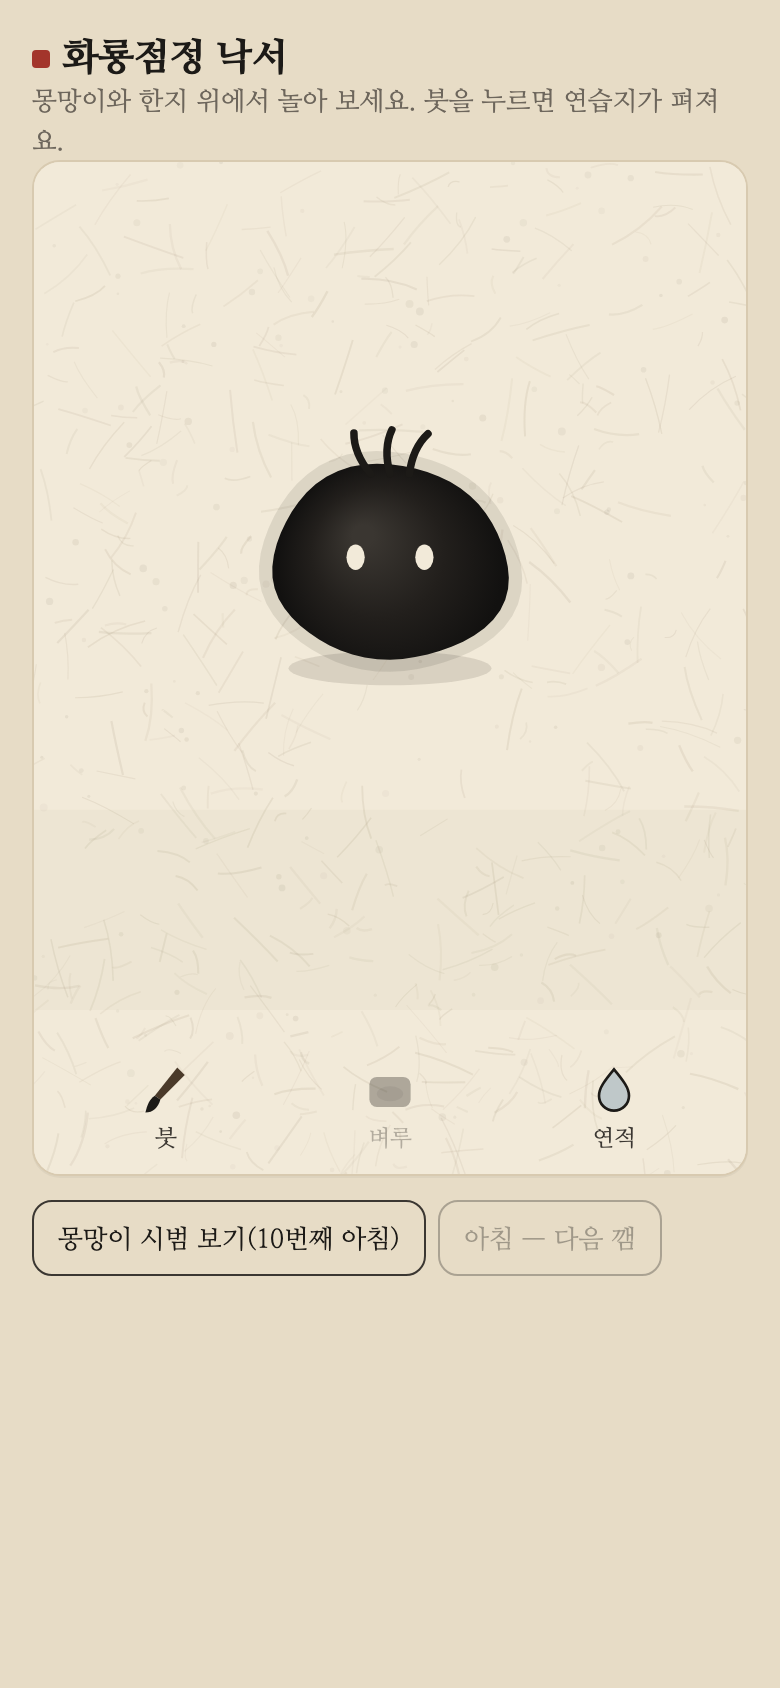 화룡점정 낙서
몽망이와 한지 위에서 놀아 보세요. 붓을 누르면 연습지가 펴져
요.
붓
벼루
연적
몽망이 시범 보기(10번째 아침)
아침 — 다음 깸